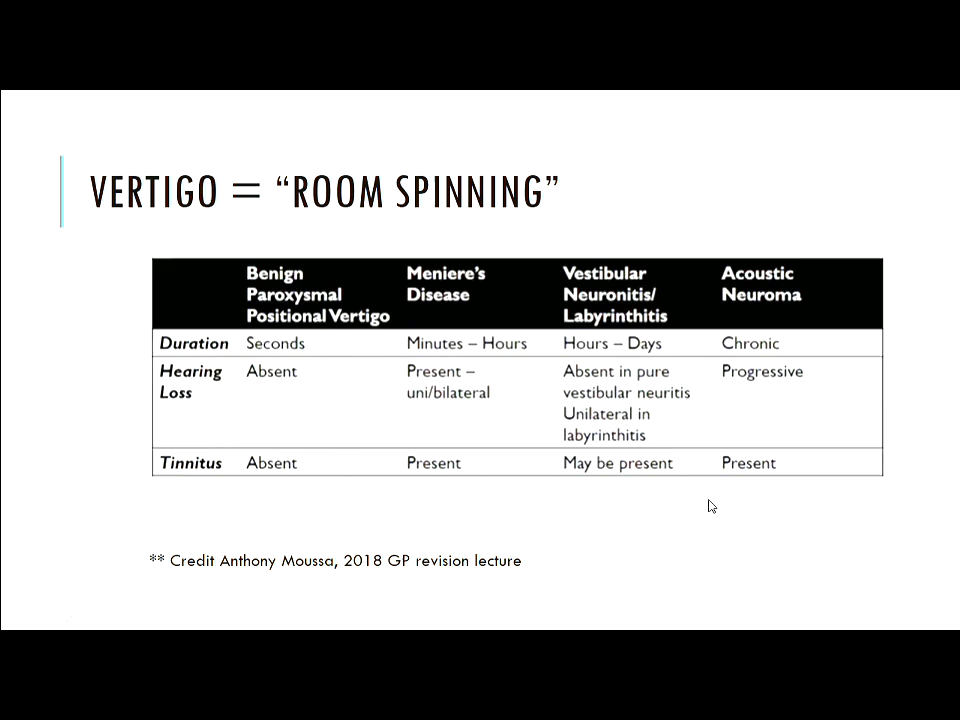 VERTIGO = “ROOM SPINNING”
Benign Paroxysmal Positional Vertigo Meniere’s Disease Vestibular Neuronitis/ Labyrinthitis Acoustic Neuroma
Duration Seconds Minutes – Hours Hours – Days Chronic
Hearing Loss Absent Present – uni/bilateral Absent in pure vestibular neuritis Unilateral in labyrinthitis Progressive
Tinnitus Absent Present May be present Present
** Credit Anthony Moussa, 2018 GP revision lecture